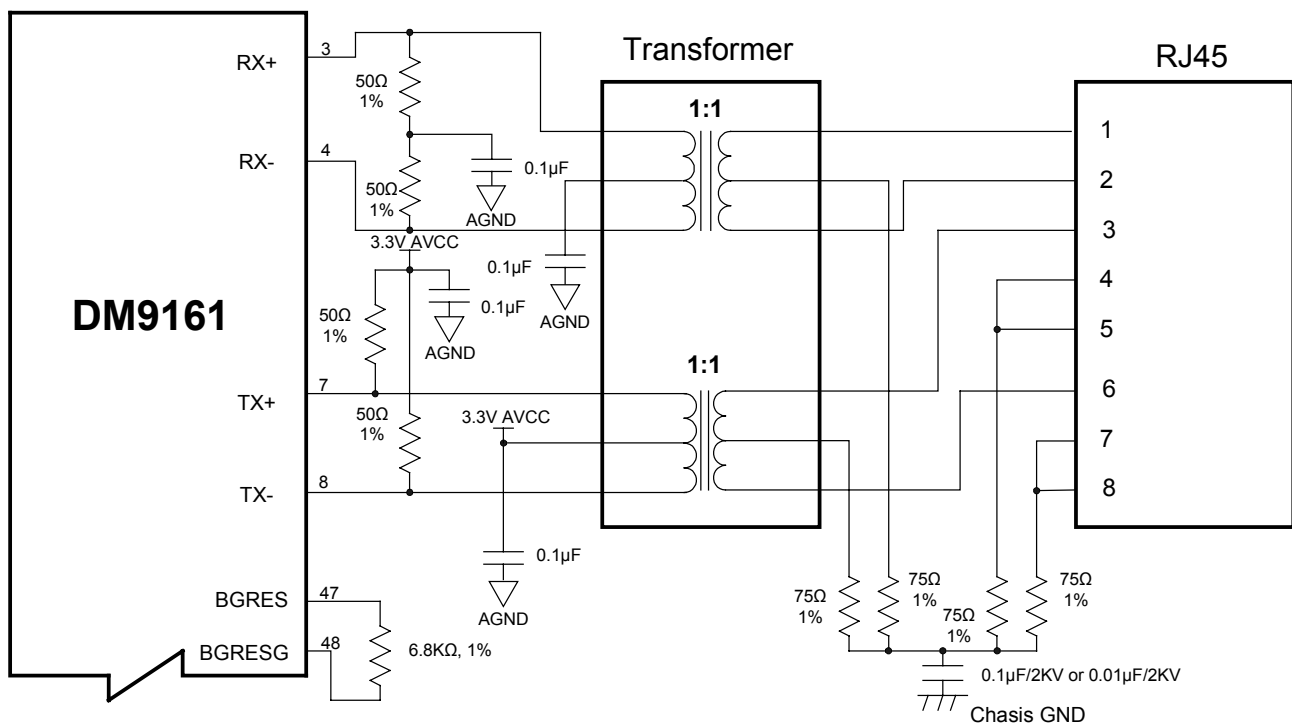 Transformer
RJ45
DM9161
RX+
3
RX-
4
50Ω
1%
50Ω
1%
0.1µF
AGND
3.3V AVCC
0.1µF
AGND
50Ω
1%
50Ω
1%
0.1µF
AGND
TX+
7
TX-
8
3.3V AVCC
0.1µF
AGND
BGRES
47
BGRESG
48
6.8KΩ, 1%
1:1
1:1
1
2
3
4
5
6
7
8
75Ω
1%
75Ω
1%
75Ω
1%
75Ω
1%
0.1µF/2KV or 0.01µF/2KV
Chasis GND